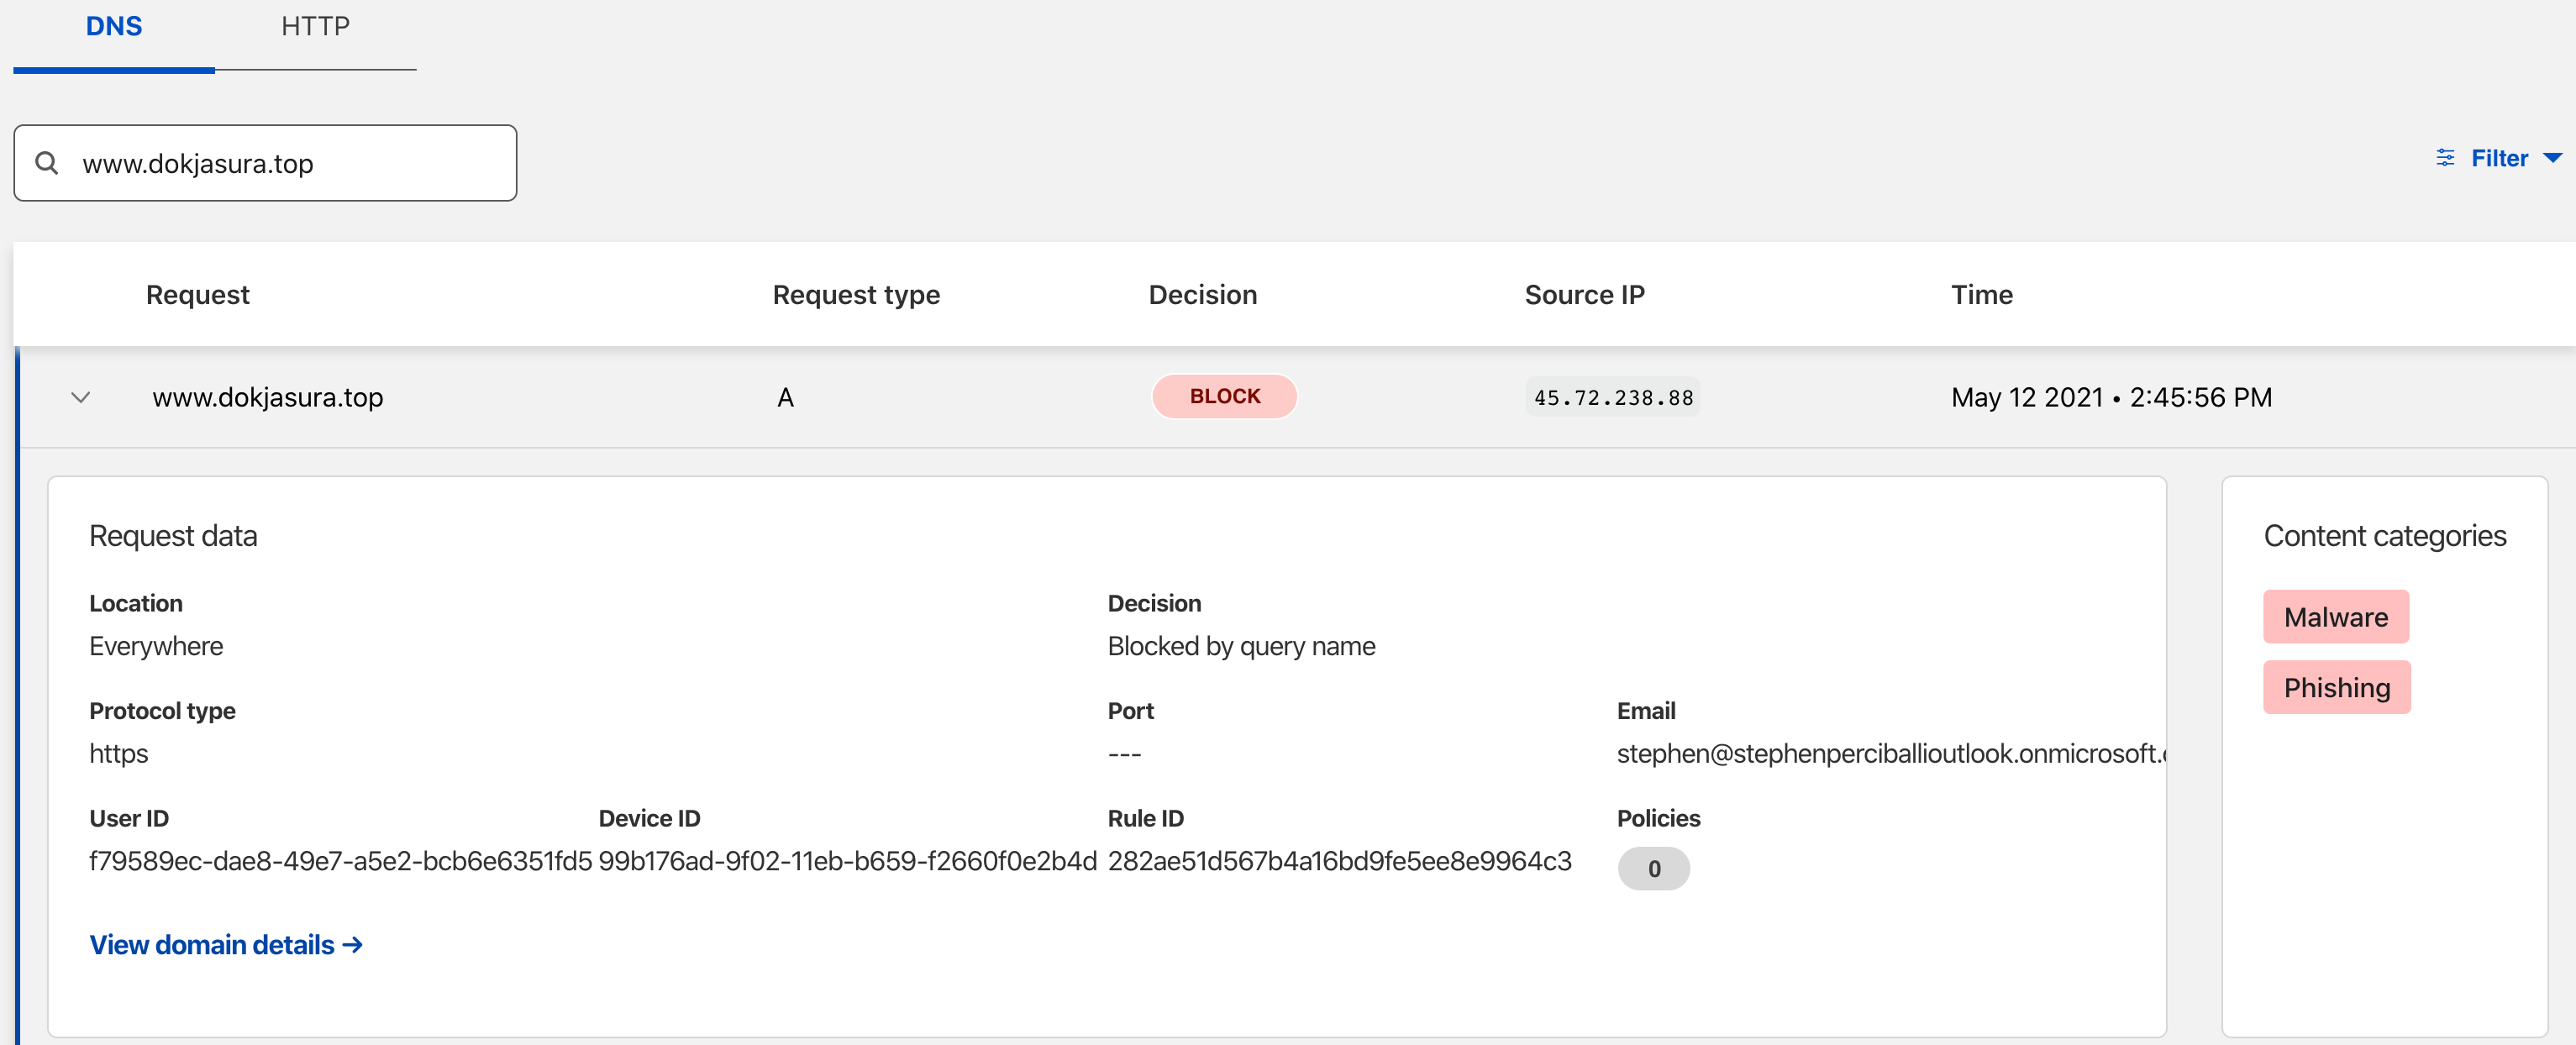 DNS HTTP
www.dokjasura.top
Filter
Request Request type Decision Source IP Time
www.dokjasura.top A BLOCK 45.72.238.88 May 12 2021 • 2:45:56 PM
Request data
Location Decision
Everywhere Blocked by query name
Protocol type Port Email
https --- stephen@stephenperciballioutlook.onmicrosoft.
User ID Device ID Rule ID Policies
f79589ec-dae8-49e7-a5e2-bcb6e6351fd5 99b176ad-9f02-11eb-b659-f2660f0e2b4d 282ae51d567b4a16bd9fe5ee8e9964c3 0
View domain details →
Content categories
Malware
Phishing